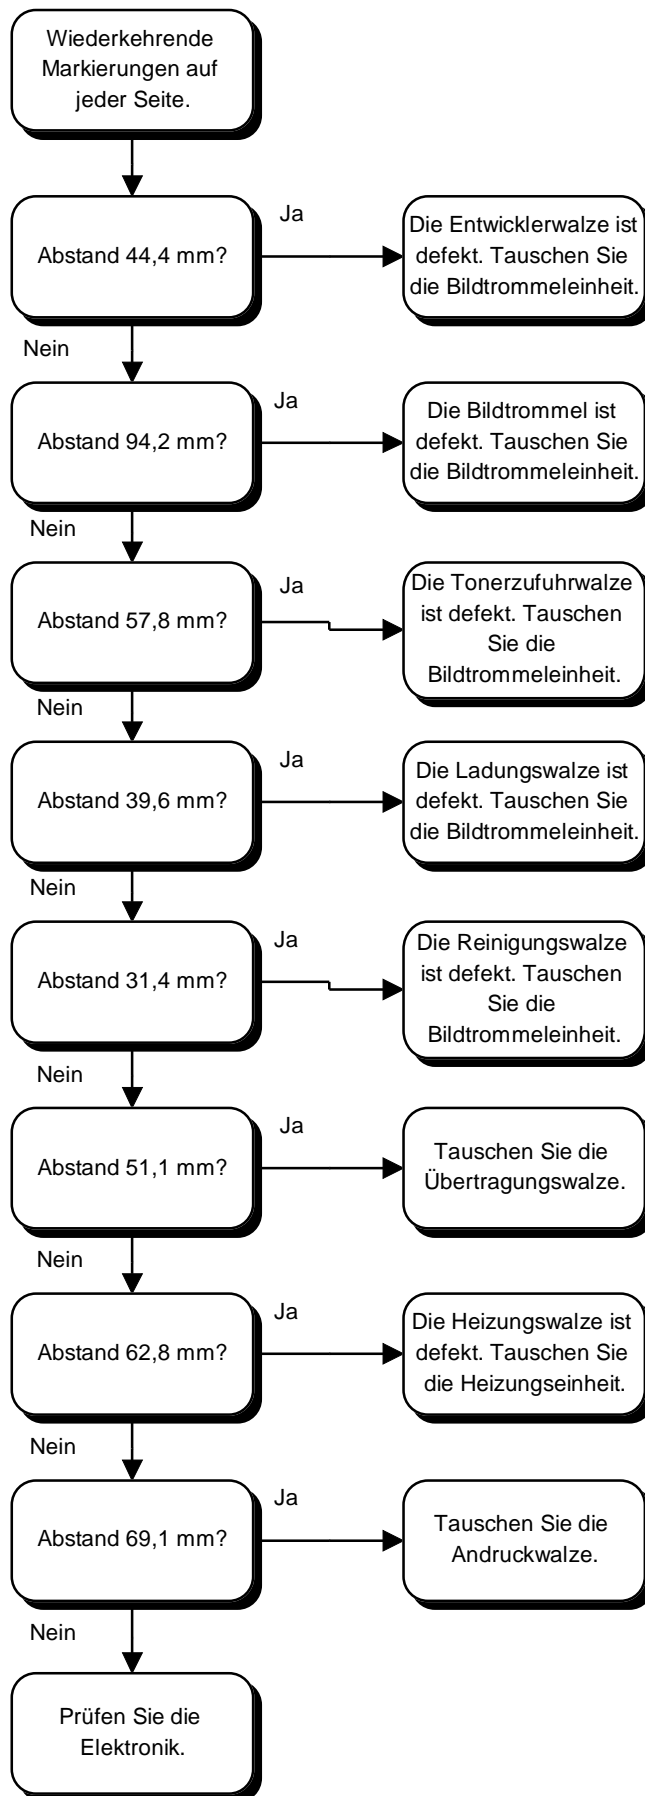 Wiederkehrende
Markierungen auf
jeder Seite.
Abstand 44,4 mm?
Ja
Die Entwicklerwalze ist
defekt. Tauschen Sie
die Bildtrommeleinheit.
Nein
Abstand 94,2 mm?
Ja
Die Bildtrommel ist
defekt. Tauschen Sie
die Bildtrommeleinheit.
Nein
Abstand 57,8 mm?
Ja
Die Tonerzufuhrwalze
ist defekt. Tauschen
Sie die
Bildtrommeleinheit.
Nein
Abstand 39,6 mm?
Ja
Die Ladungswalze ist
defekt. Tauschen Sie
die Bildtrommeleinheit.
Nein
Abstand 31,4 mm?
Ja
Die Reinigungswalze
ist defekt. Tauschen
Sie die
Bildtrommeleinheit.
Nein
Abstand 51,1 mm?
Ja
Tauschen Sie die
Übertragungswalze.
Nein
Abstand 62,8 mm?
Ja
Die Heizungswalze ist
defekt. Tauschen Sie
die Heizungseinheit.
Nein
Abstand 69,1 mm?
Ja
Tauschen Sie die
Andruckwalze.
Nein
Prüfen Sie die
Elektronik.